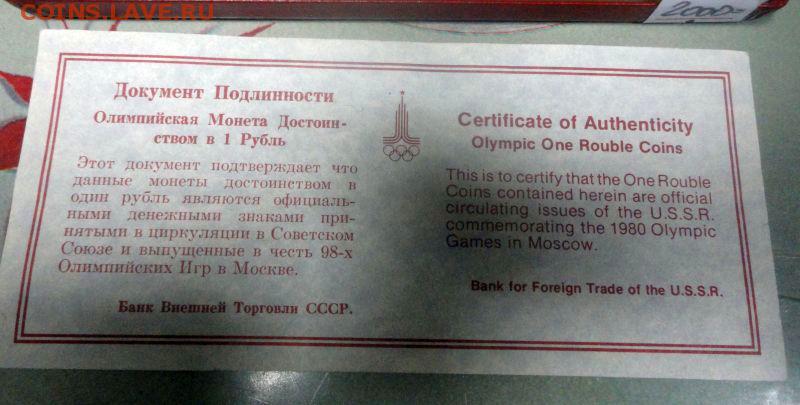 COINS.LAVE.RU
2000=
Документ Подлинности
Олимпийская Монета Достоин-
ством в 1 Рубль
Этот документ подтверждает что
данные монеты достоинством в
один рубль являются официаль-
ными денежными знаками при-
нятыми в циркуляции в Советском
Союзе и выпущенные в честь 98-х
Олимпийских Игр в Москве.
Банк Внешней Торговли СССР.
Certificate of Authenticity
Olympic One Rouble Coins
This is to certify that the One Rouble
Coins contained herein are official
circulating issues of the U.S.S.R.
commemorating the 1980 Olympic
Games in Moscow.
Bank for Foreign Trade of the U.S.S.R.